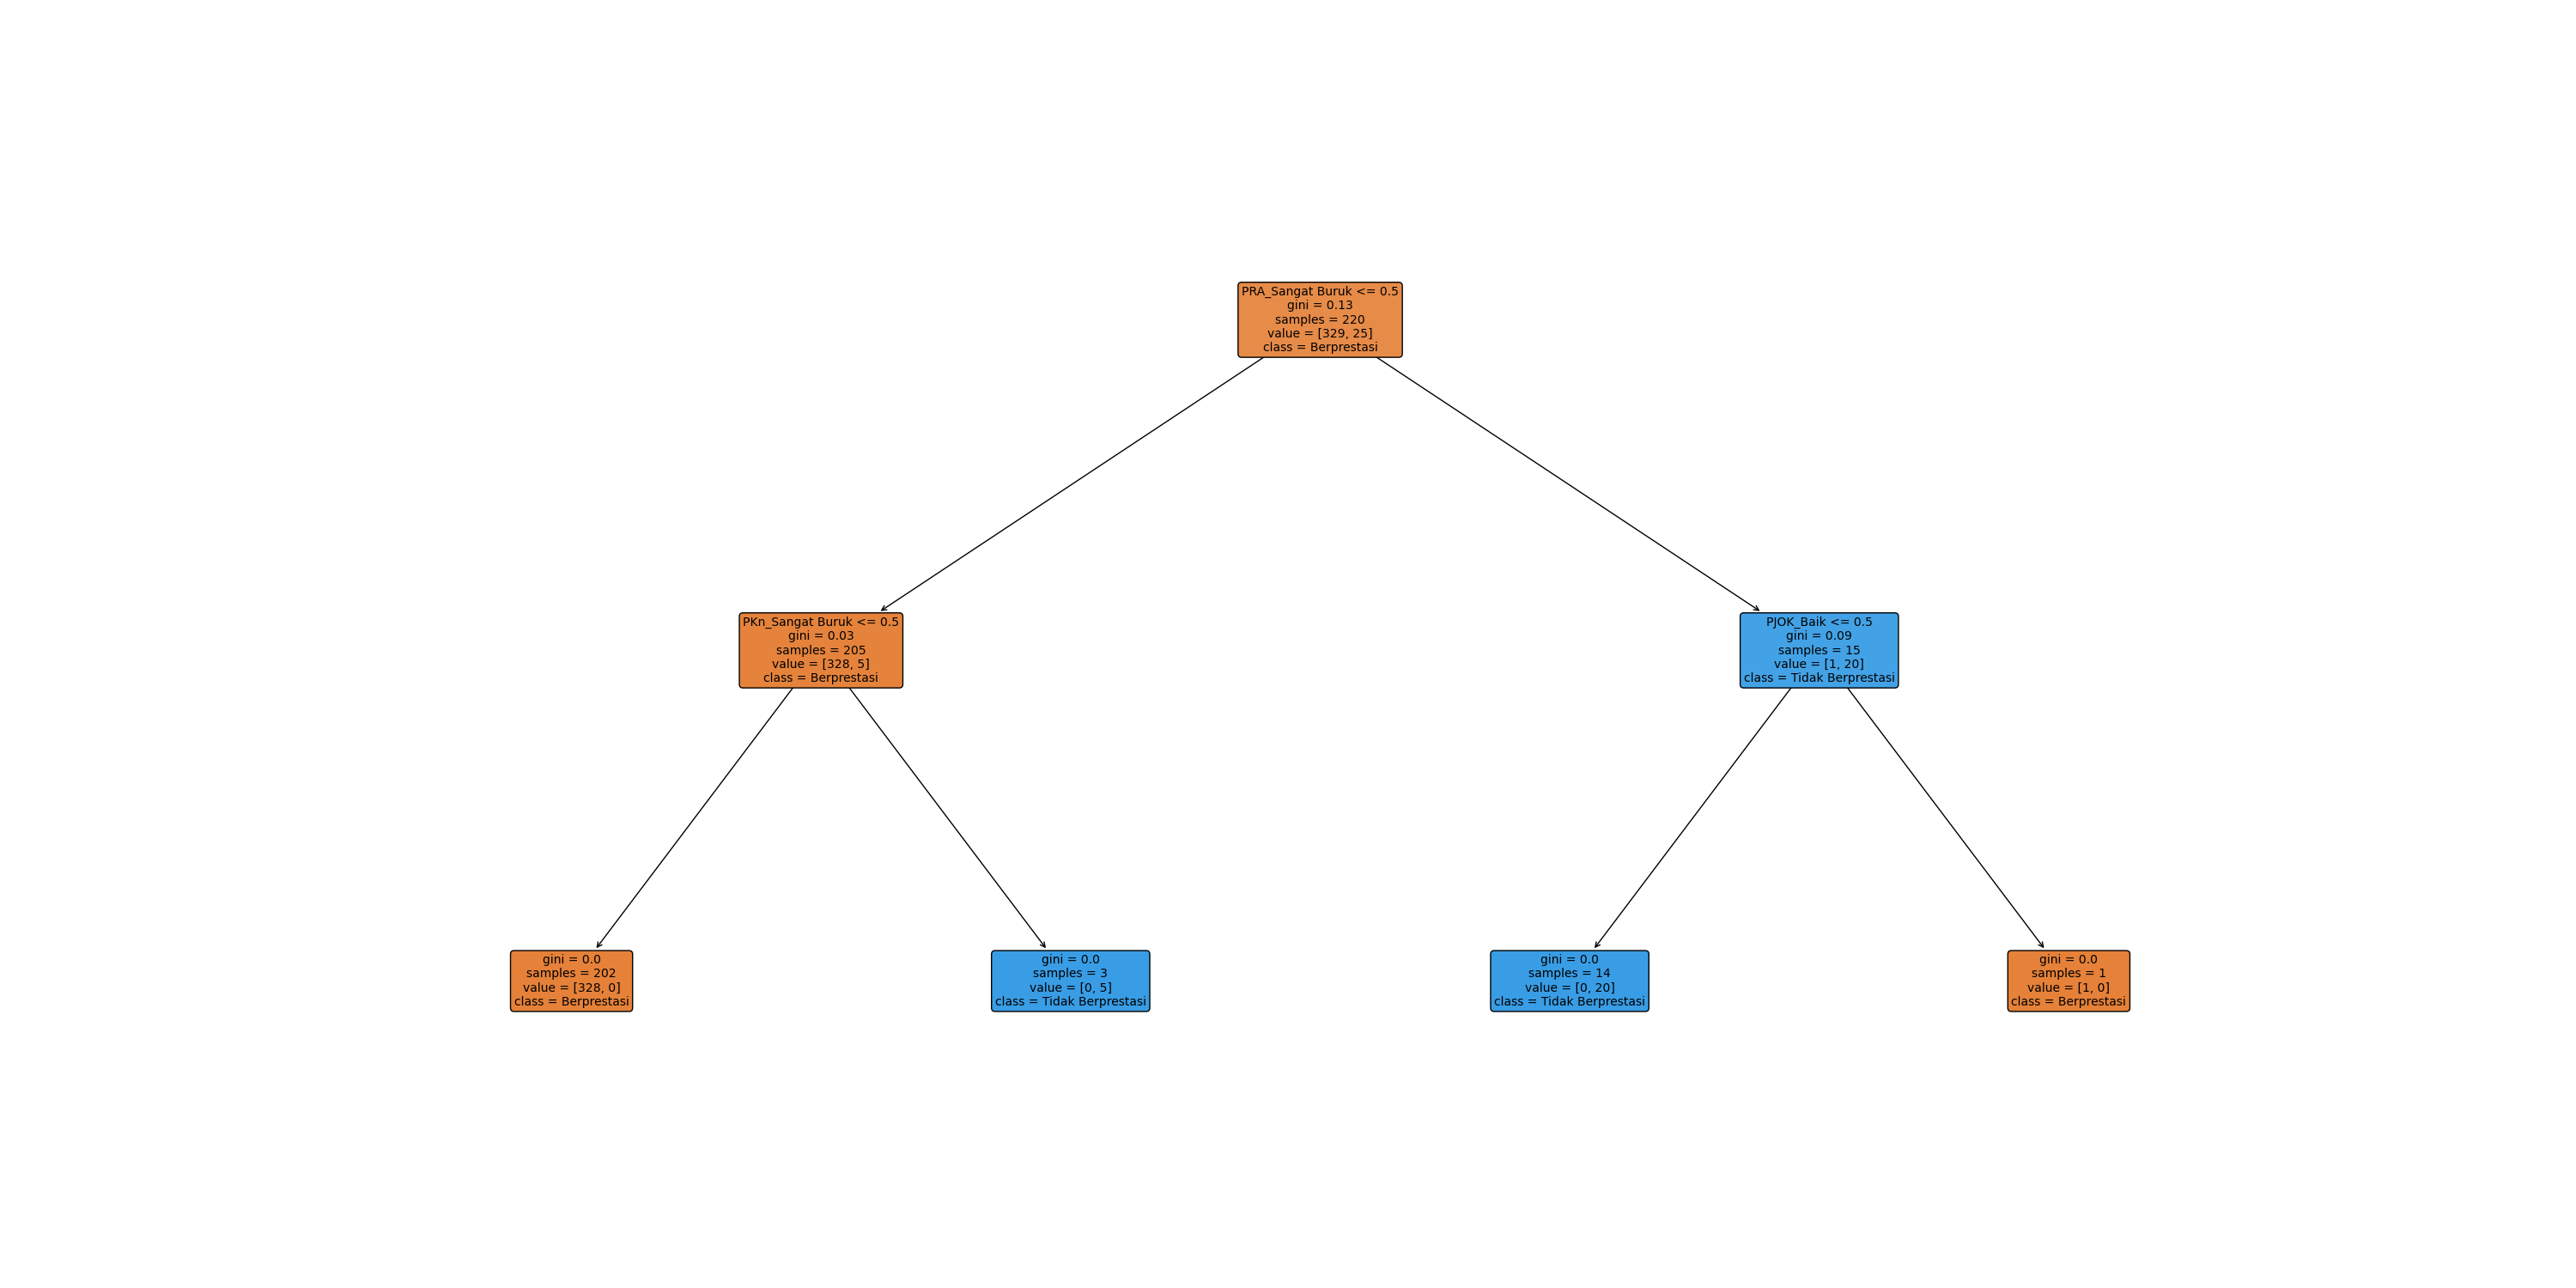 PRA_Sangat Buruk <= 0.5
gini = 0.13
samples = 220
value = [329, 25]
class = Berprestasi
PKn_Sangat Buruk <= 0.5
gini = 0.03
samples = 205
value = [328, 5]
class = Berprestasi
PJOK_Baik <= 0.5
gini = 0.09
samples = 15
value = [1, 20]
class = Tidak Berprestasi
gini = 0.0
samples = 202
value = [328, 0]
class = Berprestasi
gini = 0.0
samples = 3
value = [0, 5]
class = Tidak Berprestasi
gini = 0.0
samples = 14
value = [0, 20]
class = Tidak Berprestasi
gini = 0.0
samples = 1
value = [1, 0]
class = Berprestasi